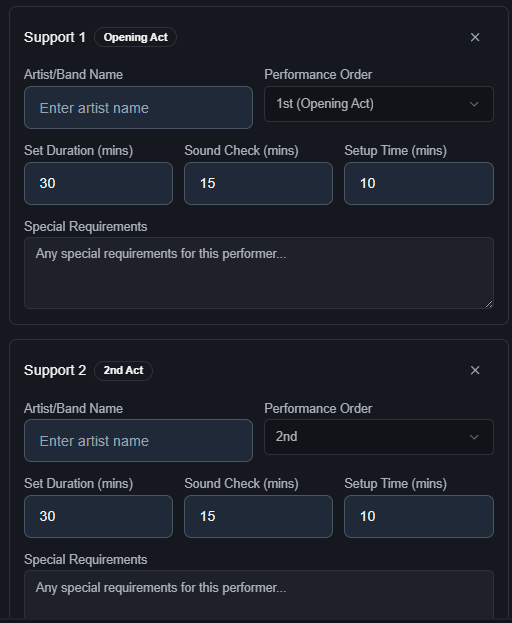 Support 1 Opening Act ×
Artist/Band Name Performance Order
Enter artist name 1st (Opening Act)
Set Duration (mins) Sound Check (mins) Setup Time (mins)
30 15 10
Special Requirements
Any special requirements for this performer...
Support 2 2nd Act ×
Artist/Band Name Performance Order
Enter artist name 2nd
Set Duration (mins) Sound Check (mins) Setup Time (mins)
30 15 10
Special Requirements
Any special requirements for this performer...